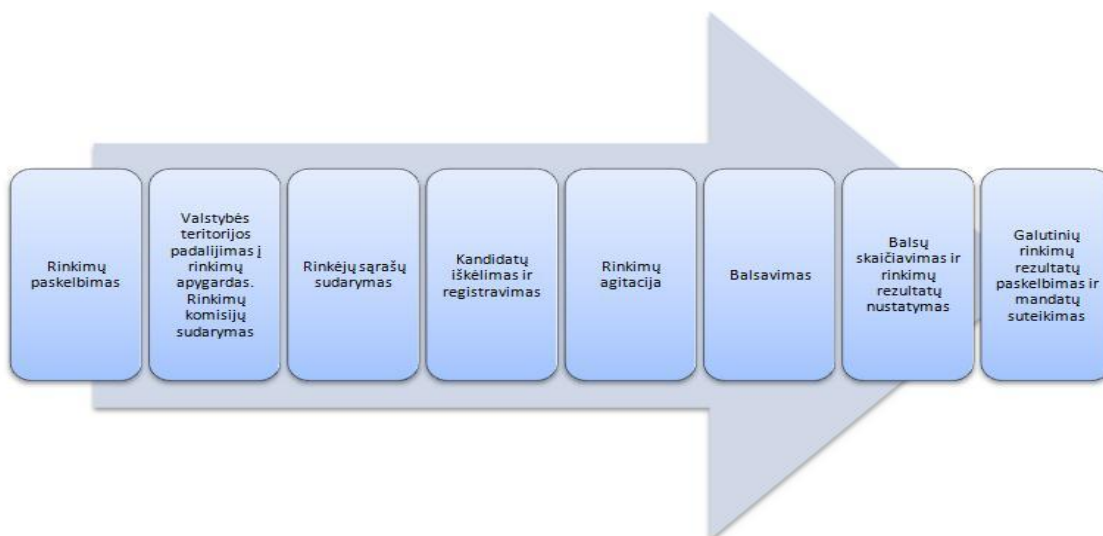 Rinkimų
paskelbimas
Valstybės
teritorijos
padalijimas į
rinkimų
apygardas.
Rinkimų
komisijų
sudarymas
Rinkėjų sąrašų
sudarymas
Kandidatų
iškėlimas ir
registravimas
Rinkimų
agitacija
Balsavimas
Balsų
skaičiavimas ir
rinkimų
rezultatų
nustatymas
Galutinių
rinkimų
rezultatų
paskelbimas ir
mandatų
suteikimas